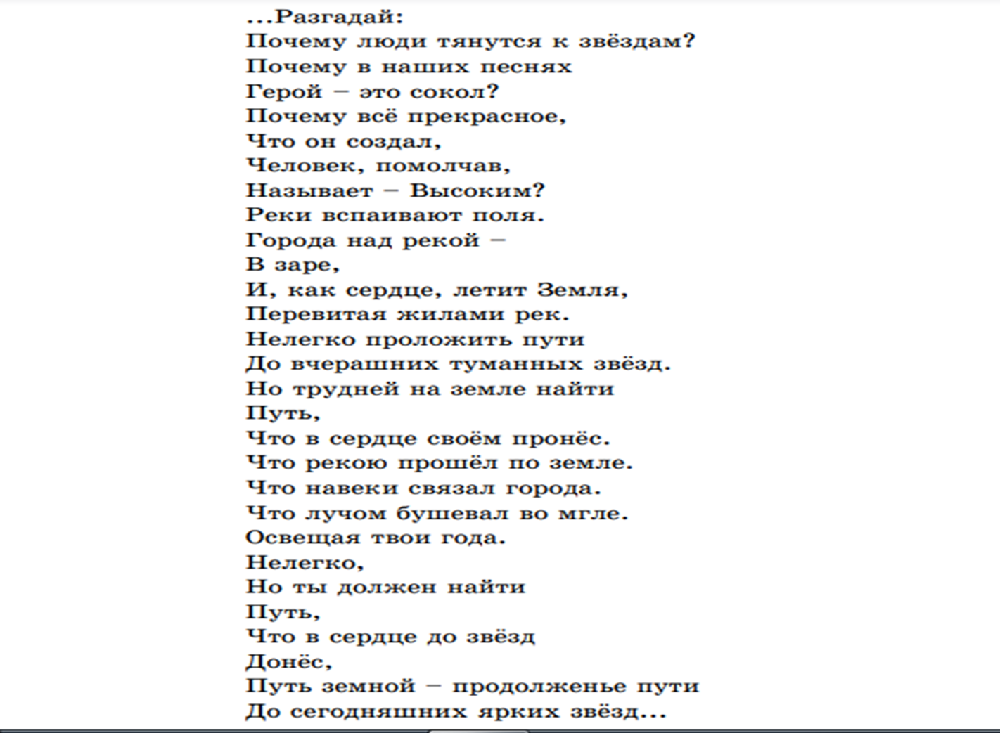 ...Разгадай:
Почему люди тянутся к звёздам?
Почему в наших песнях
Герой – это сокол?
Почему всё прекрасное,
Что он создал,
Человек, помолчав,
Называет – Высоким?
Реки вспаивают поля.
Города над рекой –
В заре,
И, как сердце, летит Земля,
Перевитая жилами рек.
Нелегко проложить пути
До вчерашних туманных звёзд.
Но трудней на земле найти
Путь,
Что в сердце своём пронёс.
Что рекою прошёл по земле.
Что навеки связал города.
Что лучом бушевал во мгле.
Освещая твои года.
Нелегко,
Но ты должен найти
Путь,
Что в сердце до звёзд
Донёс,
Путь земной – продолженье пути
До сегодняшних ярких звёзд...